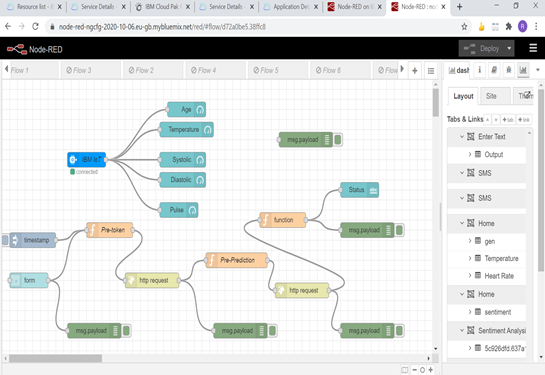 Resource list - I
Service Details
IBM Cloud Pak
Service Details
Application Det
Node-RED on I
Node-RED : no
node-red-ngcfg-2020-10-06.eu-gb.mybluemix.net/red/#flow/d72a0be5.38ffc8
Node-RED
Deploy
Flow 1
Flow 3
Flow 2
Flow 4
Flow 5
Flow 6
Flow
dash
Layout
Site
Them
Tabs & Links
tab
link
Enter Text
Output
SMS
SMS
Home
gen
Temperature
Heart Rate
Home
sentiment
Sentiment Analysi
5c926dfd.637a1
Age
Temperature
IBM IoT
connected
Systolic
Diastolic
Pulse
msg.payload
Status
function
msg.payload
timestamp
Pre-token
form
http request
Pre-Prediction
http request
msg.payload
msg.payload
msg.payload